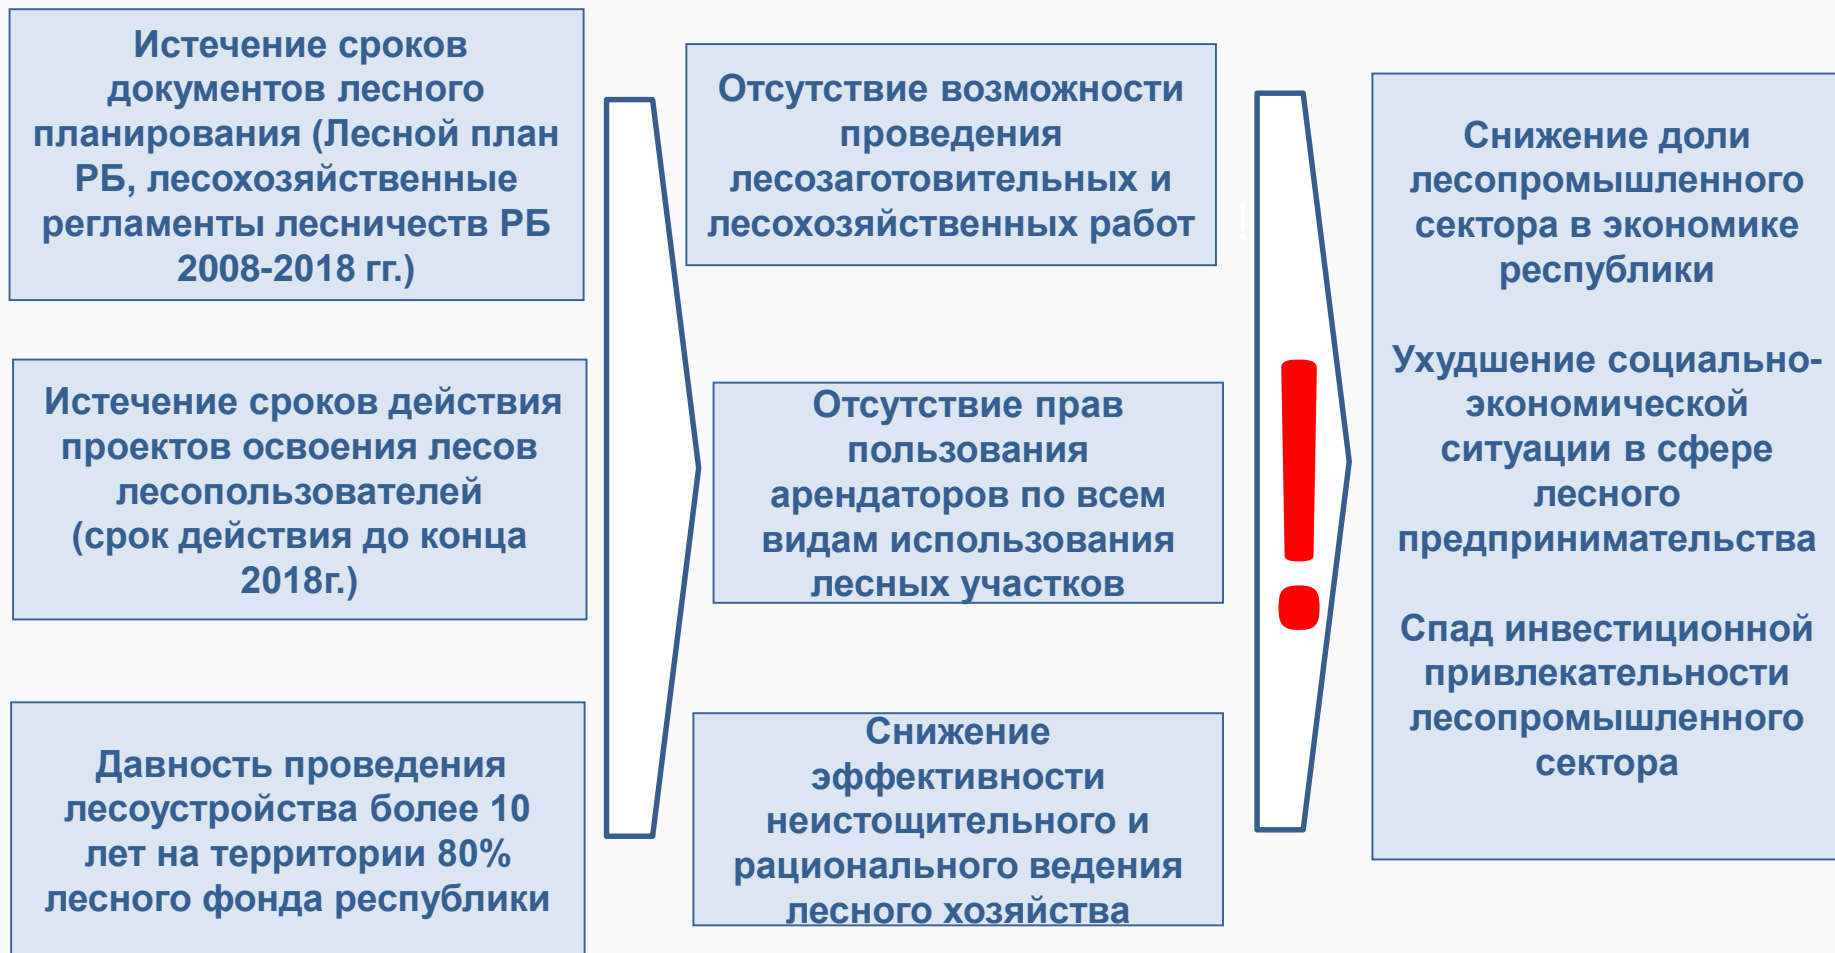 Истечение сроков
документов лесного
планирования (Лесной план
РБ, лесохозяйственные
регламенты лесничеств РБ
2008-2018 гг.)
Истечение сроков действия
проектов освоения лесов
лесопользователей
(срок действия до конца
2018г.)
Давность проведения
лесоустройства более 10
лет на территории 80%
лесного фонда республики
Отсутствие возможности
проведения
лесозаготовительных и
лесохозяйственных работ
Отсутствие прав
пользования
арендаторов по всем
видам использования
лесных участков
Снижение
эффективности
неистощительного и
рационального ведения
лесного хозяйства
!
Снижение доли
лесопромышленного
сектора в экономике
республики
Ухудшение социально-
экономической
ситуации в сфере
лесного
предпринимательства
Спад инвестиционной
привлекательности
лесопромышленного
сектора